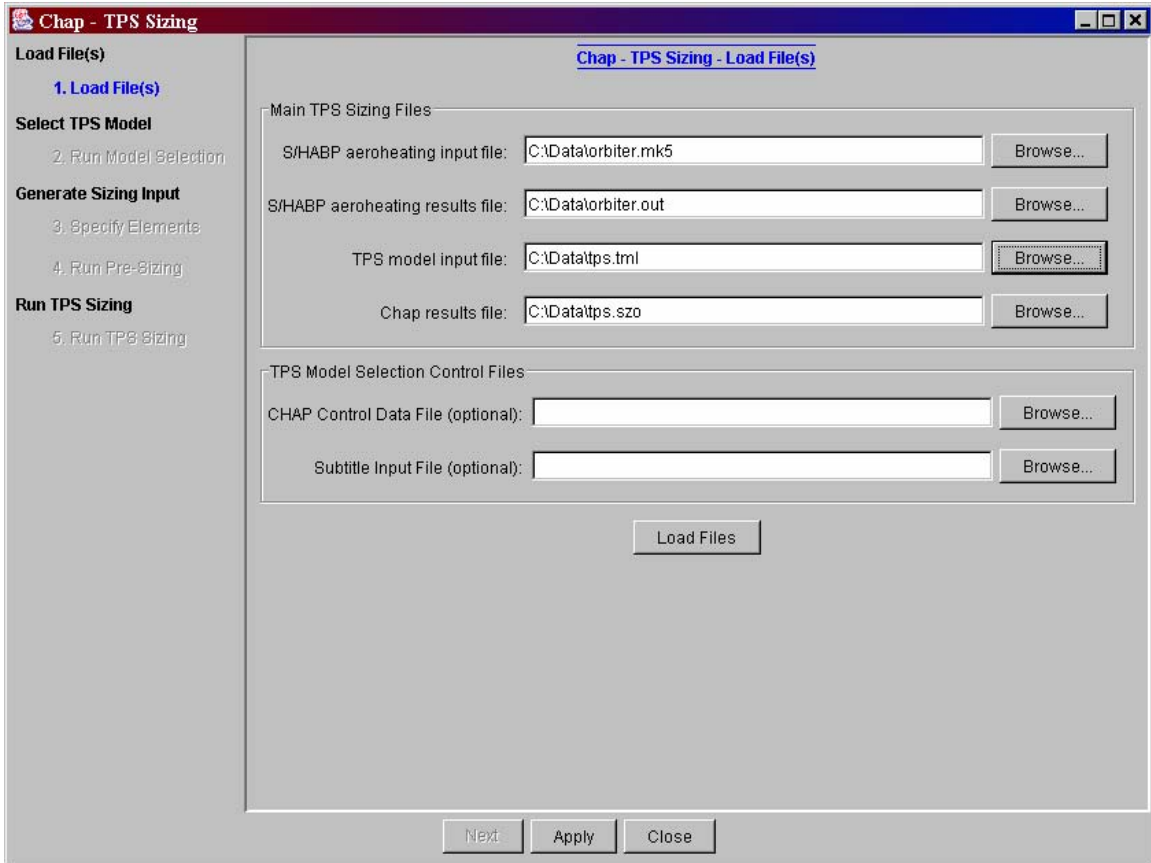 Chap - TPS Sizing
Load File(s)
1. Load File(s)
Select TPS Model
2. Run Model Selection
Generate Sizing Input
3. Specify Elements
4. Run Pre-Sizing
Run TPS Sizing
5. Run TPS Sizing
Chap - TPS Sizing - Load File(s)
Main TPS Sizing Files
S/HABP aeroheating input file: C:\Data\orbiter.mk5 Browse...
S/HABP aeroheating results file: C:\Data\orbiter.out Browse...
TPS model input file: C:\Data\tps.tml Browse...
Chap results file: C:\Data\tps.szo Browse...
TPS Model Selection Control Files
CHAP Control Data File (optional): Browse...
Subtitle Input File (optional): Browse...
Load Files
Next Apply Close